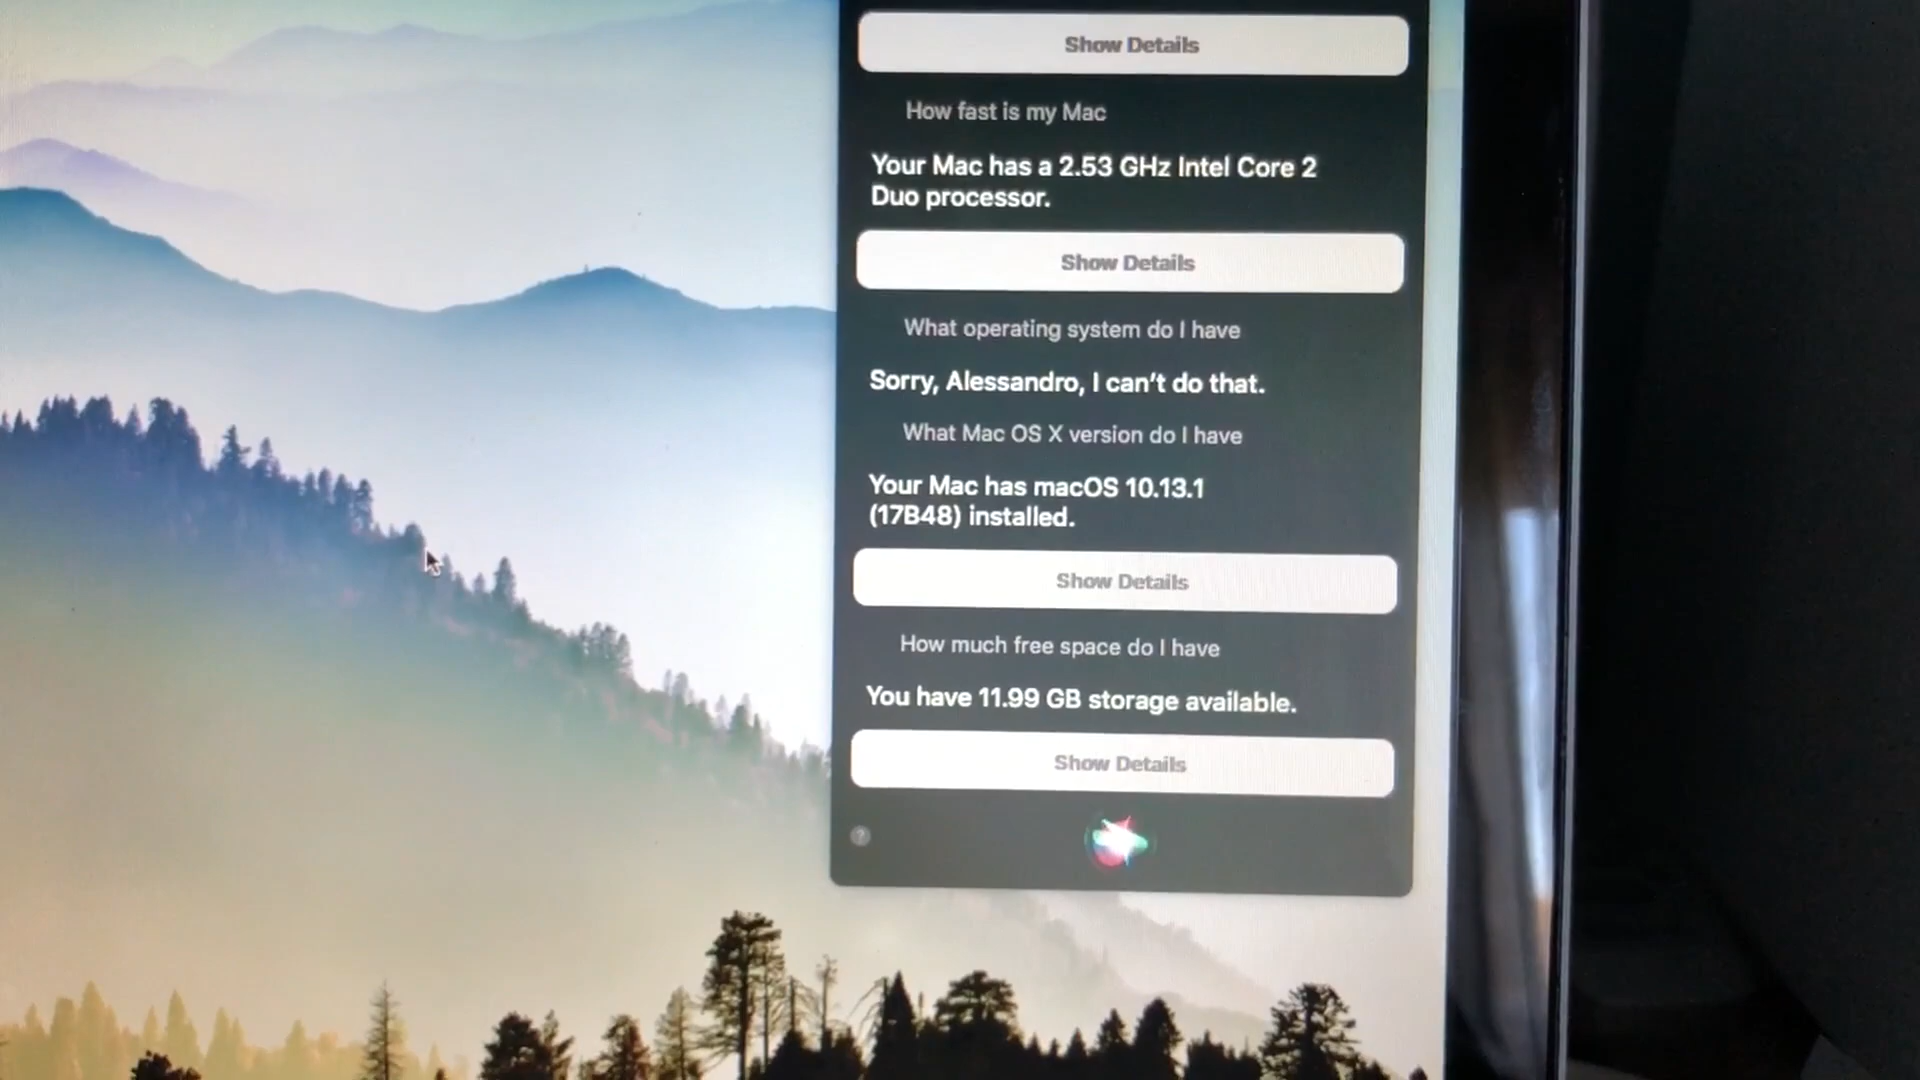 Show Details
How fast is my Mac
Your Mac has a 2.53 GHz Intel Core 2
Duo processor.
Show Details
What operating system do I have
Sorry, Alessandro, I can't do that.
What Mac OS X version do I have
Your Mac has macOS 10.13.1
(17B48) installed.
Show Details
How much free space do I have
You have 11.99 GB storage available.
Show Details
?